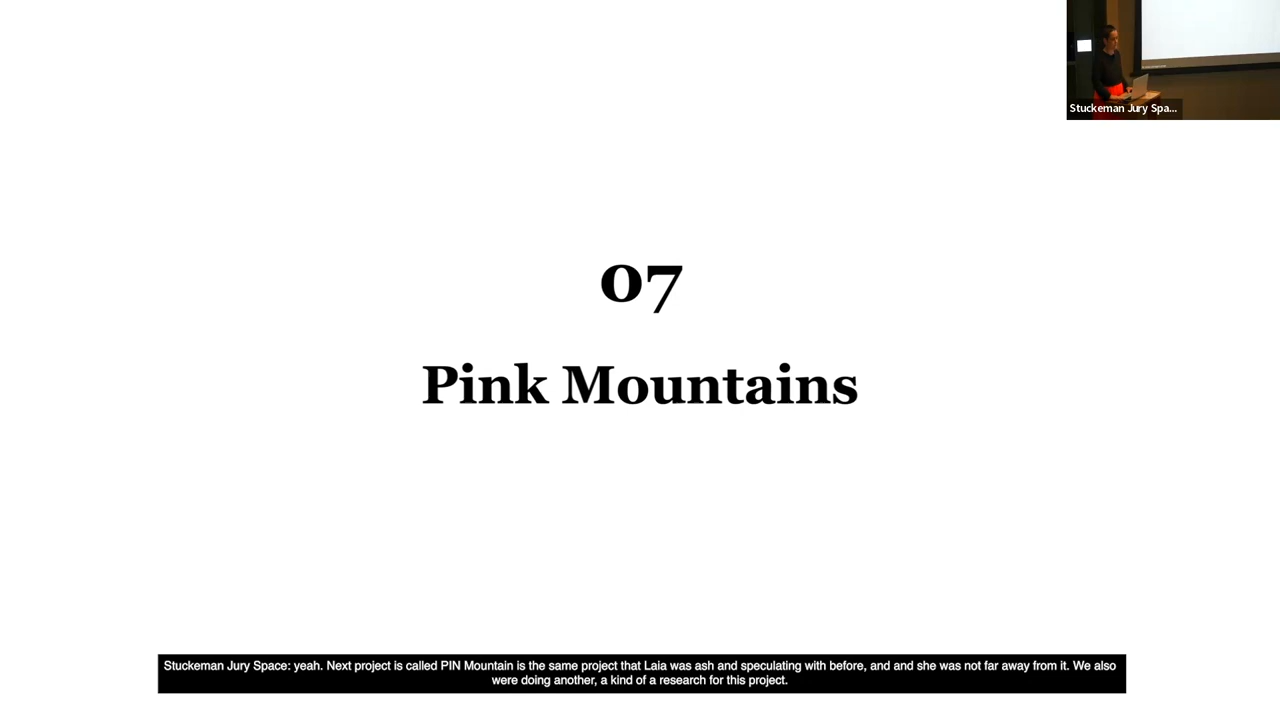 Stuckeman Jury Spa...
07
Pink Mountains
Stuckeman Jury Space: yeah. Next project is called PIN Mountain is the same project that Laia was ash and speculating with before, and and she was not far away from it. We also
were doing another, a kind of a research for this project.